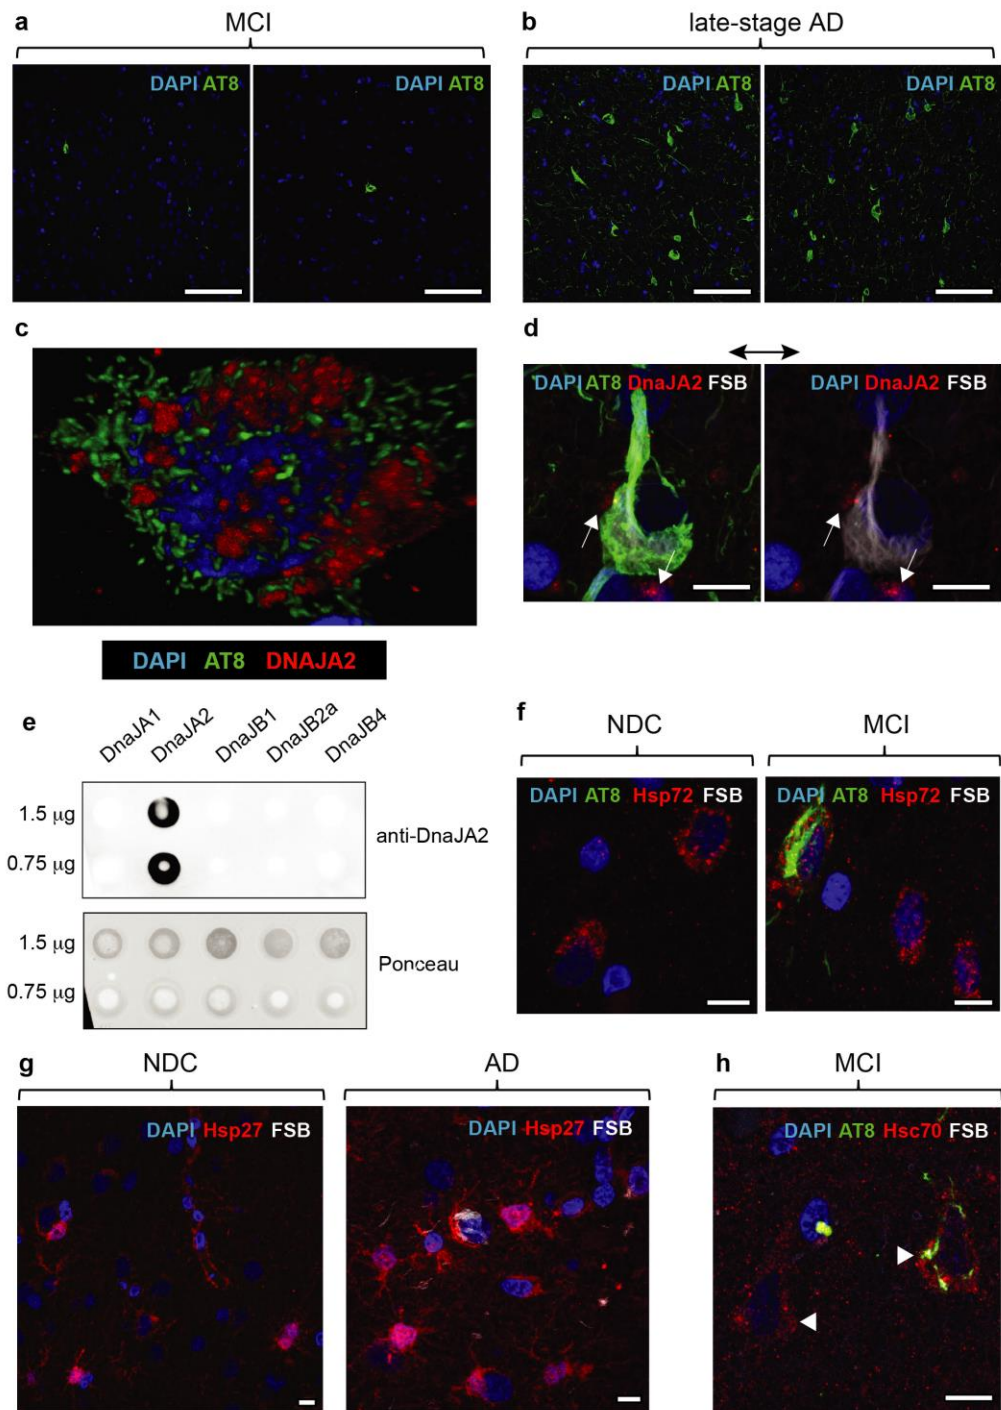 a
MCI
DAPI AT8
DAPI AT8
b
late-stage AD
DAPI AT8
DAPI AT8
c
DAPI AT8 DNAJA2
d
DAPI AT8 DnaJA2 FSB
DAPI DnaJA2 FSB
e
DnaJA1
DnaJA2
DnaJB1
DnaJB2a
DnaJB4
1.5 μg
0.75 μg
anti-DnaJA2
1.5 μg
0.75 μg
Ponceau
f
NDC
MCI
DAPI AT8 Hsp72 FSB
DAPI AT8 Hsp72 FSB
g
NDC
AD
DAPI Hsp27 FSB
DAPI Hsp27 FSB
h
MCI
DAPI AT8 Hsc70 FSB